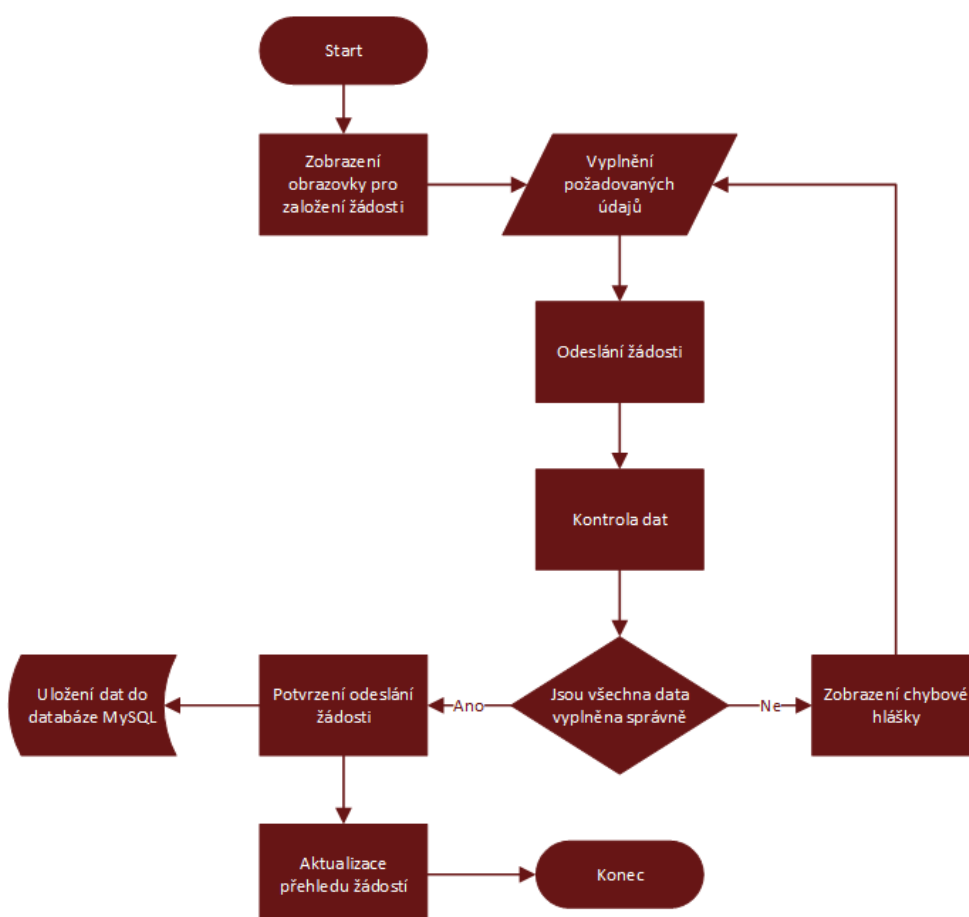 Start
Zobrazení
obrazovky pro
založení žádosti
Vyplnění
požadovaných
údajů
Odeslání žádosti
Kontrola dat
Uložení dat do
databáze MySQL
Potvrzení odeslání
žádosti
Ano
Jsou všechna data
vyplněna správně
Ne
Zobrazení chybové
hlášky
Aktualizace
přehledu žádostí
Konec